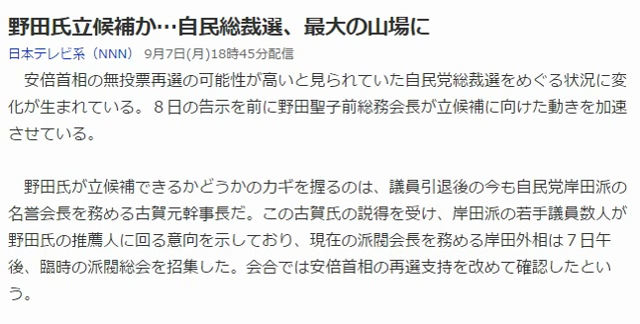 野田氏立候補か…自民総裁選、最大の山場に
日本テレビ系（NNN） 9月7日(月)18時45分配信
　安倍首相の無投票再選の可能性が高いと見られていた自民党総裁選をめぐる状況に変
化が生まれている。８日の告示を前に野田聖子前総務会長が立候補に向けた動きを加速
させている。
　野田氏が立候補できるかどうかのカギを握るのは、議員引退後の今も自民党岸田派の
名誉会長を務める古賀元幹事長だ。この古賀氏の説得を受け、岸田派の若手議員数人が
野田氏の推薦人に回る意向を示しており、現在の派閥会長を務める岸田外相は７日午
後、臨時の派閥総会を招集した。会合では安倍首相の再選支持を改めて確認したとい
う。